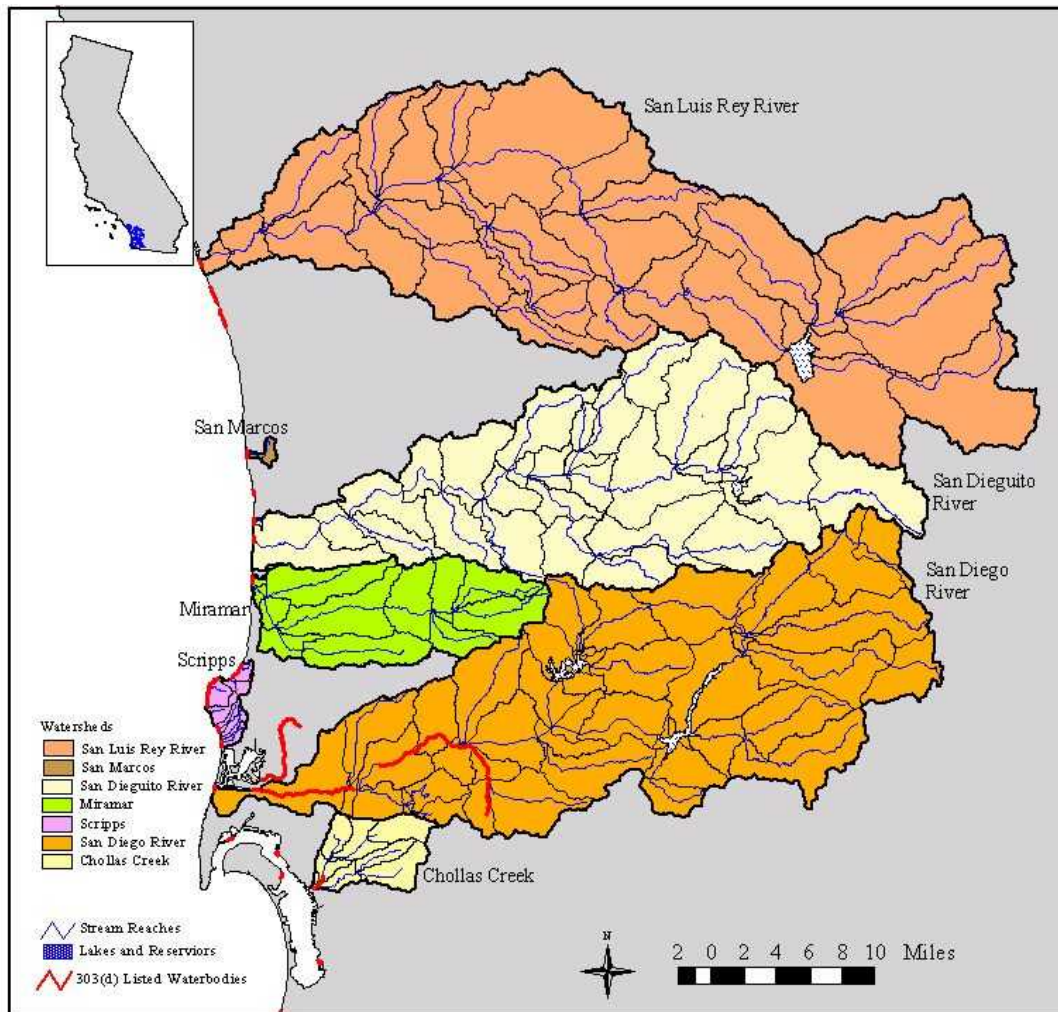 San Luis Rey River
San Marcos
San Dieguito
River
San Diego
River
Miramar
Scripps
Watersheds
San Luis Rey River
San Marcos
San Dieguito River
Miramar
Scripps
San Diego River
Chollas Creek
Chollas Creek
Stream Reaches
Lakes and Reserviors
303(d) Listed Waterbodies
N
2 0 2 4 6 8 10 Miles